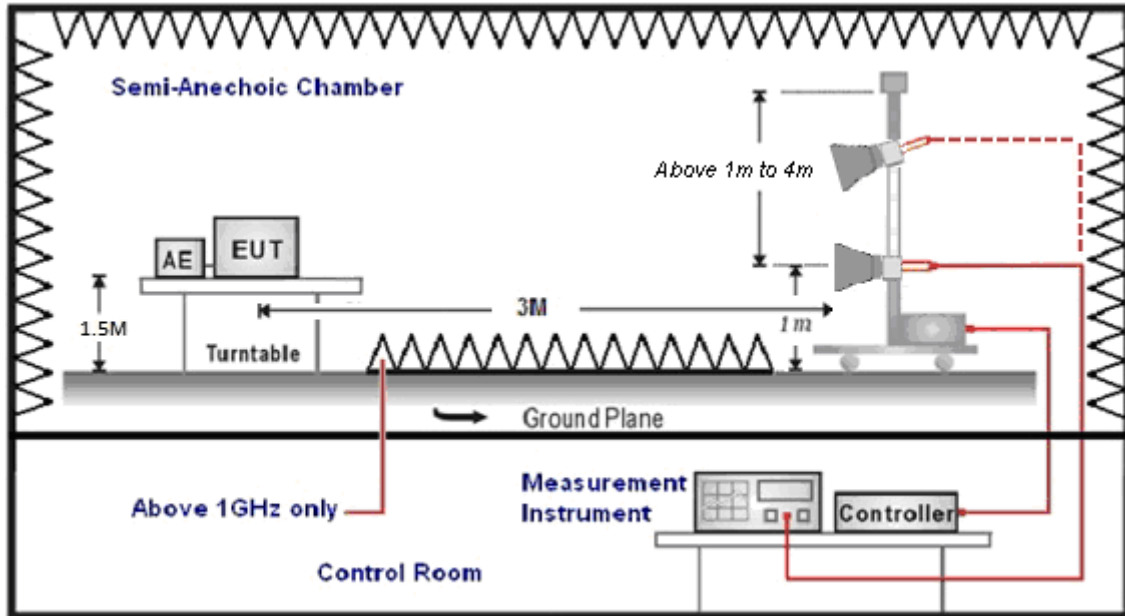 Semi-Anechoic Chamber
Above 1m to 4m
AE
EUT
3M
1m
1.5M
Turntable
Ground Plane
Above 1GHz only
Measurement
Instrument
Controller
Control Room